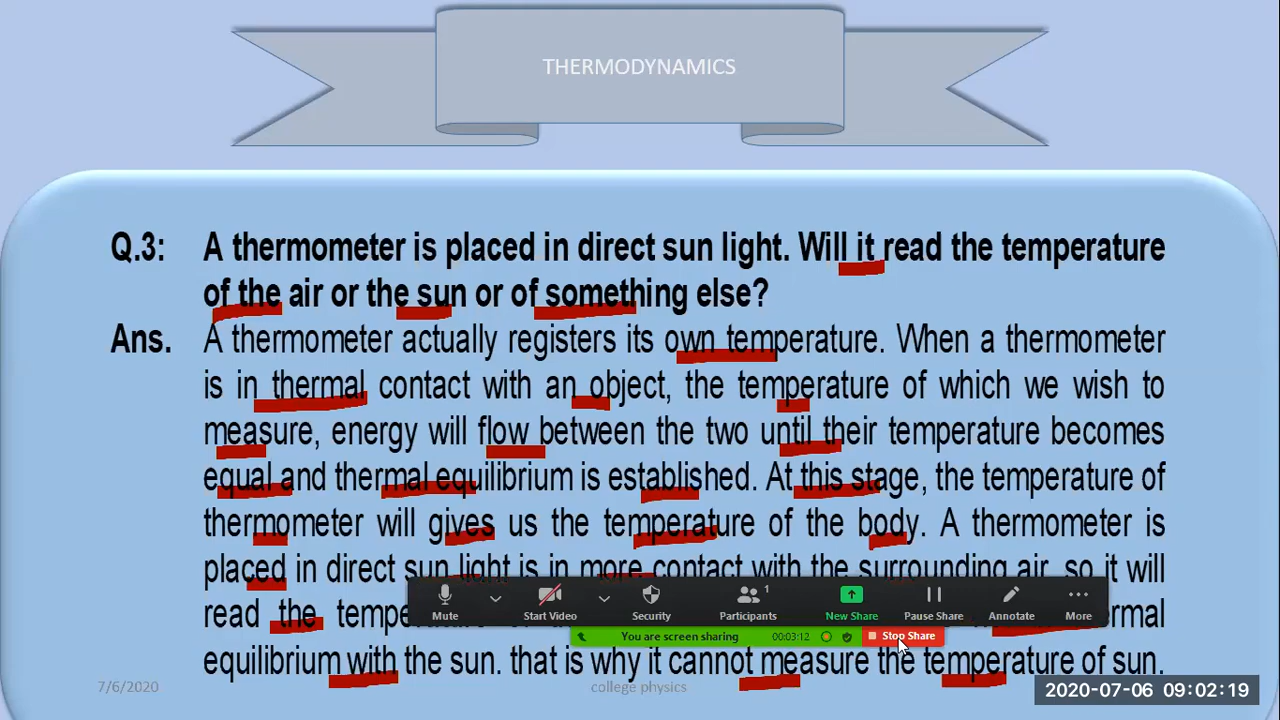 THERMODYNAMICS
Q.3: A thermometer is placed in direct sun light. Will it read the temperature
of the air or the sun or of something else?
Ans. A thermometer actually registers its own temperature. When a thermometer
is in thermal contact with an object, the temperature of which we wish to
measure, energy will flow between the two until their temperature becomes
equal and thermal equilibrium is established. At this stage, the temperature of
thermometer will gives us the temperature of the body. A thermometer is
placed in direct sun light is in more contact with the surrounding air, so it will
read the
Mute Start Video Security Participants 1 New Share Pause Share Annotate More
You are screen sharing 00:03:12 Stop Share
equilibrium with the sun. that is why it cannot measure the temperature of sun.
7/6/2020 college physics 2020-07-06 09:02:19